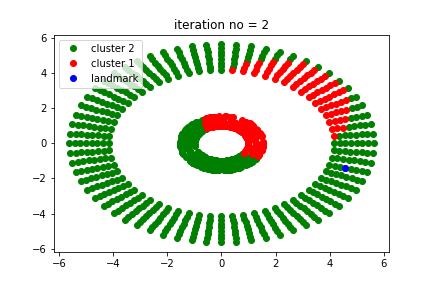 iteration no = 2
cluster 2
cluster 1
landmark
6
4
2
0
−2
−4
−6
−6 −4 −2 0 2 4 6